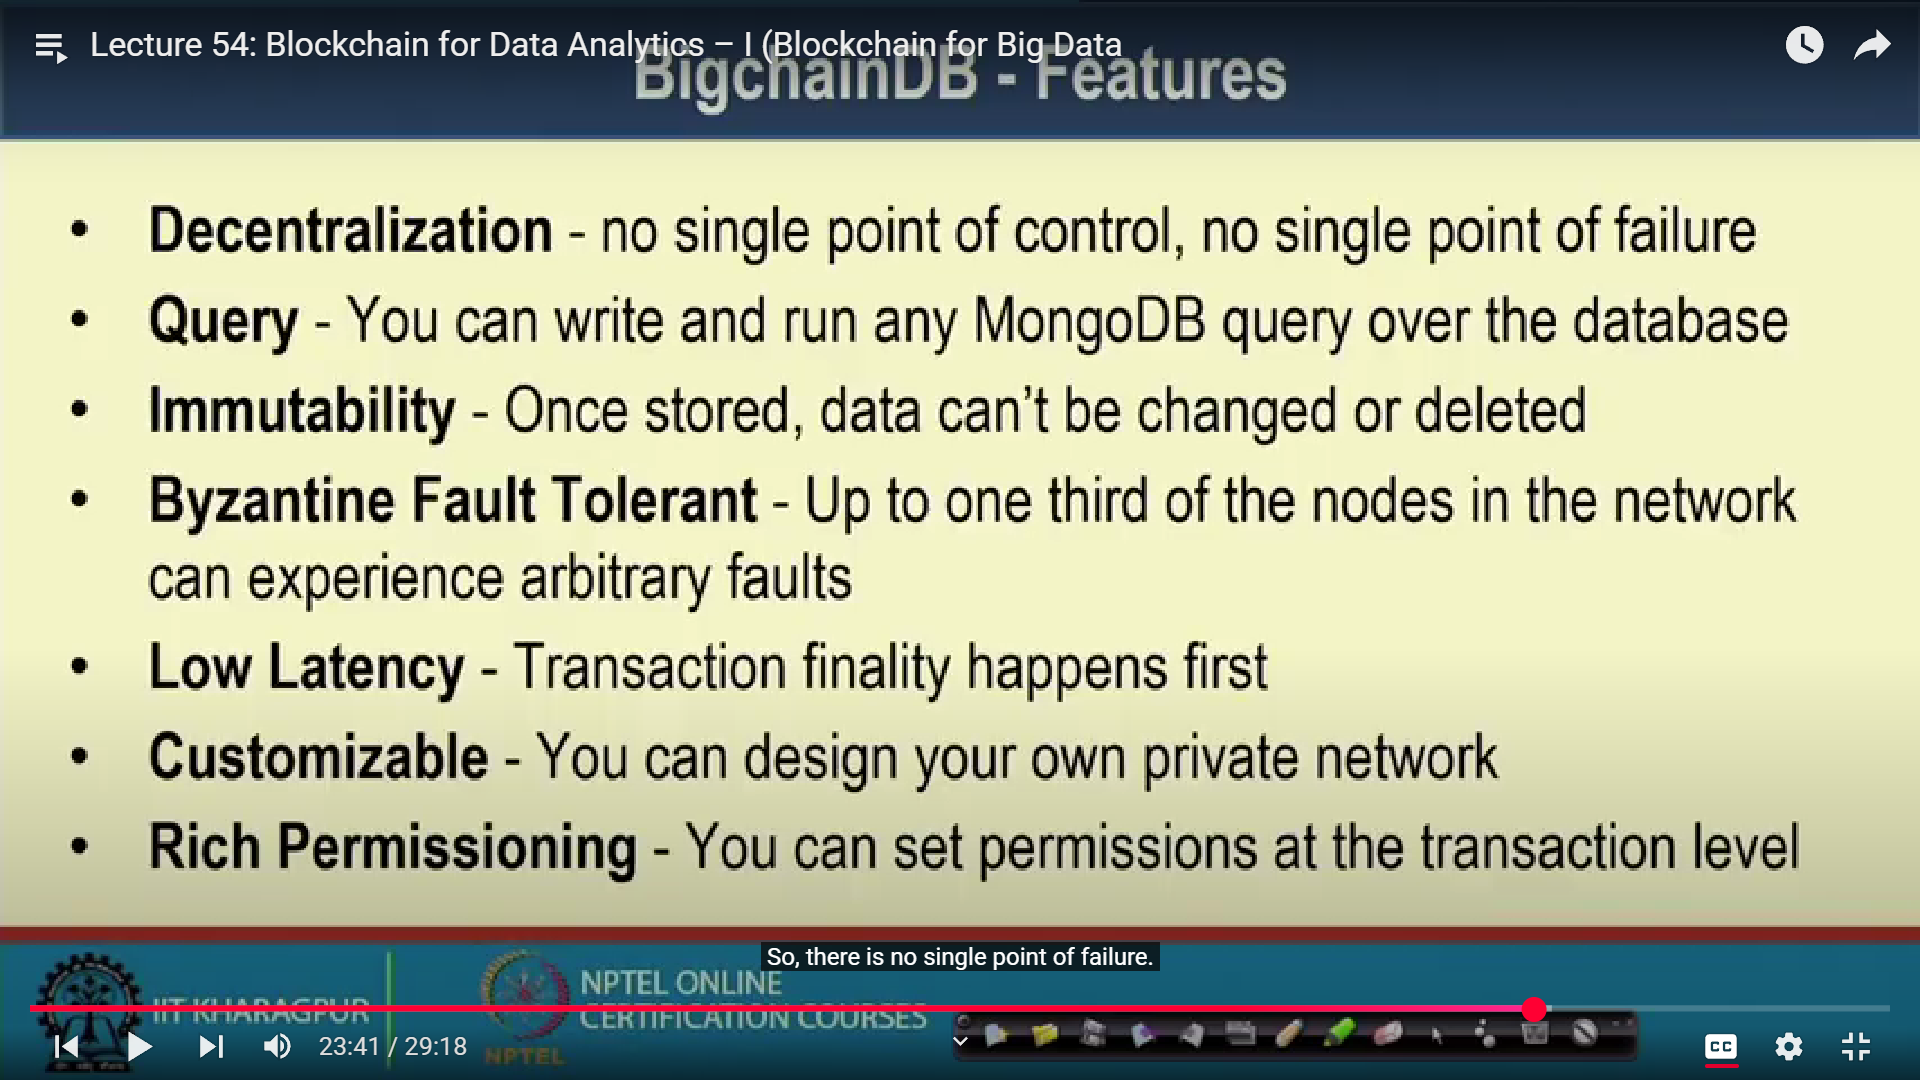 Lecture 54: Blockchain for Data Analytics – I (Blockchain for Big Data
BigchainDB - Features
• Decentralization - no single point of control, no single point of failure
• Query - You can write and run any MongoDB query over the database
• Immutability - Once stored, data can't be changed or deleted
• Byzantine Fault Tolerant - Up to one third of the nodes in the network
can experience arbitrary faults
• Low Latency - Transaction finality happens first
• Customizable - You can design your own private network
• Rich Permissioning - You can set permissions at the transaction level
So, there is no single point of failure.
IIT KHARAGPUR
NPTEL
NPTEL ONLINE
CERTIFICATION COURSES
23:41 / 29:18
CC